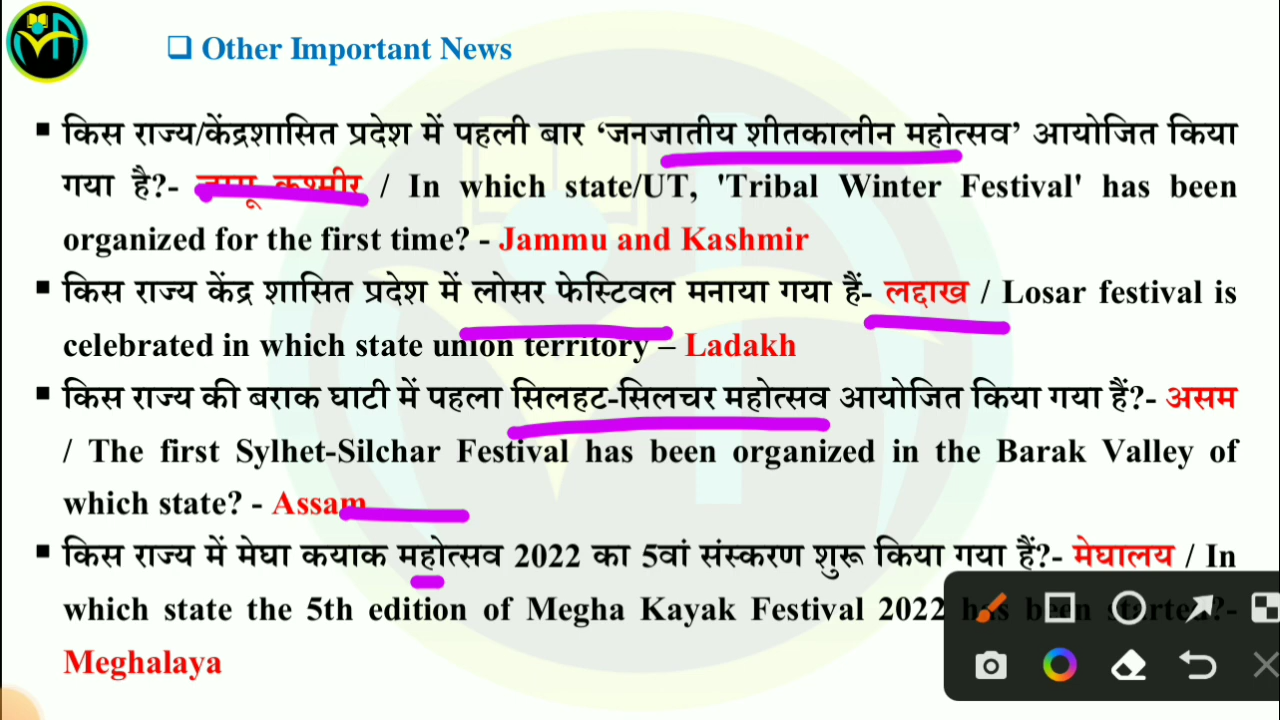 ❑ Other Important News
▪ किस राज्य/केंद्रशासित प्रदेश में पहली बार ‘जनजातीय शीतकालीन महोत्सव’ आयोजित किया
गया है?- जम्मू कश्मीर / In which state/UT, 'Tribal Winter Festival' has been
organized for the first time? - Jammu and Kashmir
▪ किस राज्य केंद्र शासित प्रदेश में लोसर फेस्टिवल मनाया गया हैं- लद्दाख / Losar festival is
celebrated in which state union territory – Ladakh
▪ किस राज्य की बराक घाटी में पहला सिलहट-सिलचर महोत्सव आयोजित किया गया हैं?- असम
/ The first Sylhet-Silchar Festival has been organized in the Barak Valley of
which state? - Assam
▪ किस राज्य में मेघा कयाक महोत्सव 2022 का 5वां संस्करण शुरू किया गया हैं?- मेघालय / In
which state the 5th edition of Megha Kayak Festival 2022 has been started?-
Meghalaya